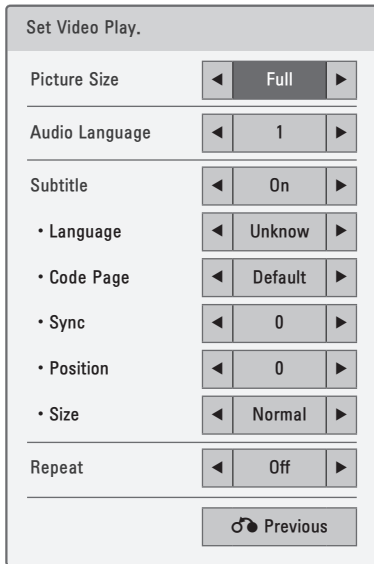 Set Video Play.
Picture Size ◀ Full ▶
Audio Language ◀ 1 ▶
Subtitle ◀ On ▶
• Language ◀ Unknow ▶
• Code Page ◀ Default ▶
• Sync ◀ 0 ▶
• Position ◀ 0 ▶
• Size ◀ Normal ▶
Repeat ◀ Off ▶
Previous